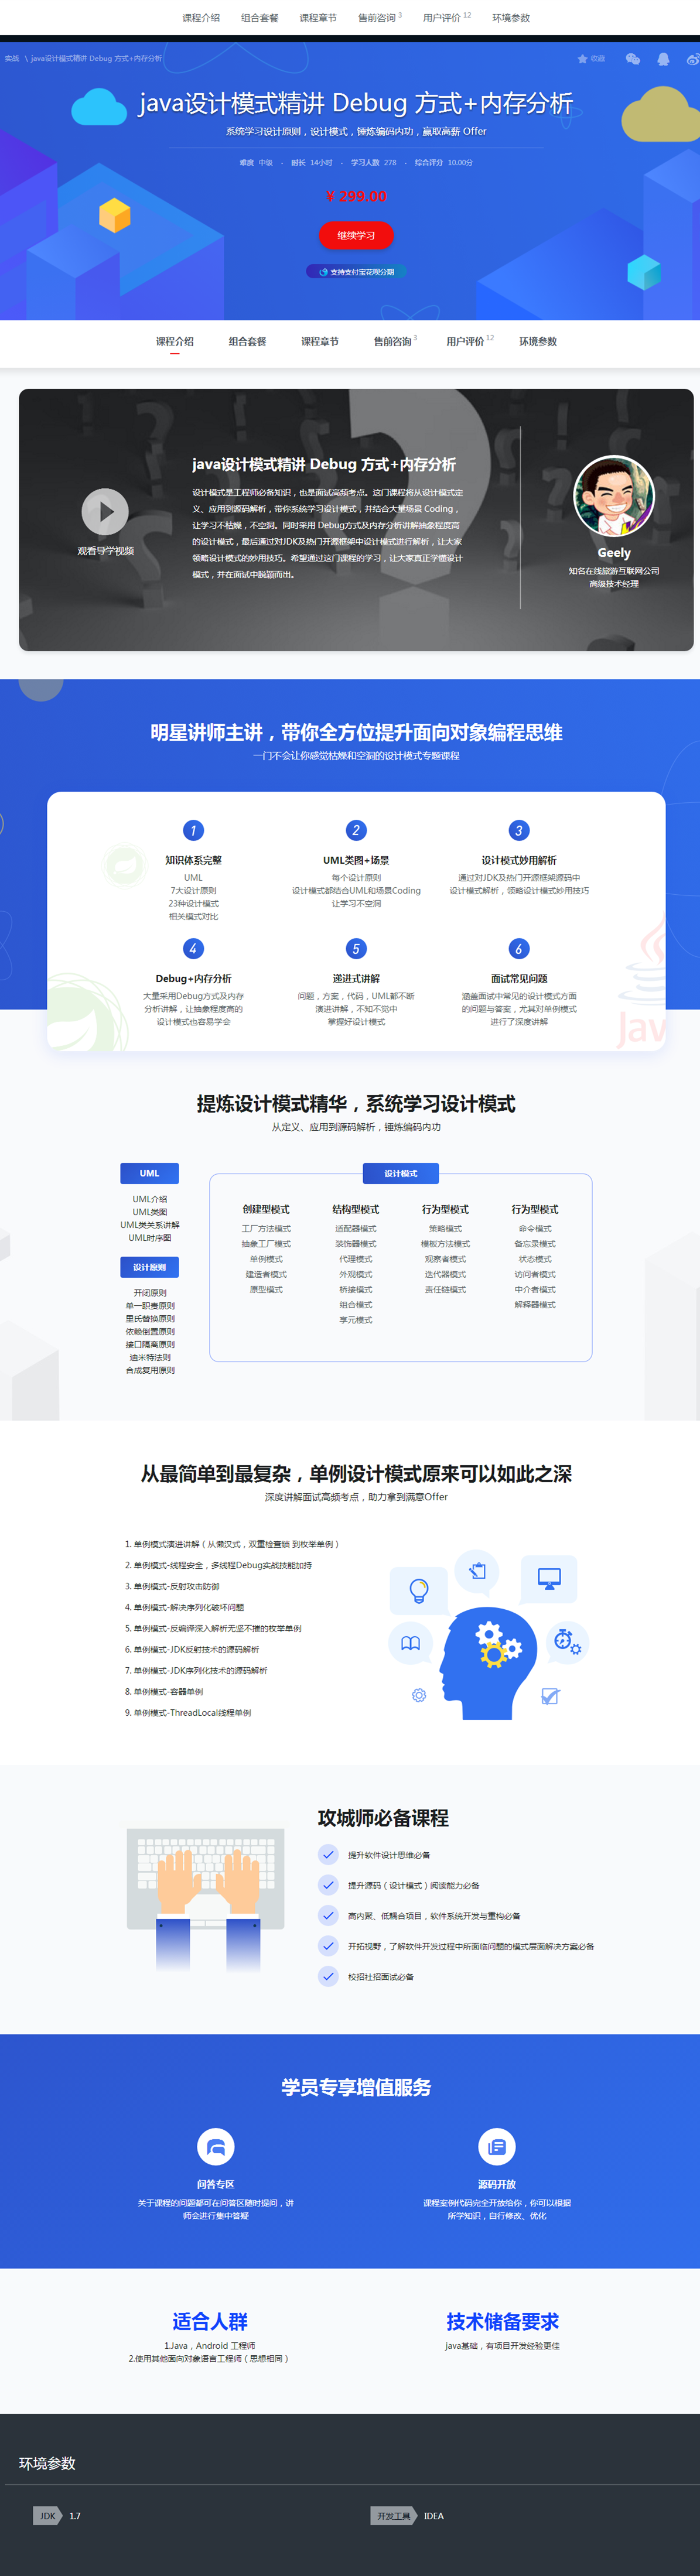 课程介绍 组合套餐 课程章节 售前咨询 3 用户评价 12 环境参数
实战 \ java设计模式精讲 Debug 方式+内存分析 收藏
java设计模式精讲 Debug 方式+内存分析
系统学习设计原则，设计模式，锤炼编码内功，赢取高薪 Offer
难度 中级 · 时长 14小时 · 学习人数 278 · 综合评分 10.00分
¥ 299.00
继续学习
支持支付宝花呗分期
课程介绍 组合套餐 课程章节 售前咨询 3 用户评价 12 环境参数
观看导学视频
java设计模式精讲 Debug 方式+内存分析
设计模式是工程师必备知识，也是面试高频考点。这门课程将从设计模式定
义、应用到源码解析，带你系统学习设计模式，并结合大量场景 Coding，
让学习不枯燥，不空洞。同时采用 Debug方式及内存分析讲解抽象程度高
的设计模式，最后通过对JDK及热门开源框架中设计模式进行解析，让大家
领略设计模式的妙用技巧。希望通过这门课程的学习，让大家真正学懂设计
模式，并在面试中脱颖而出。
Geely
知名在线旅游互联网公司
高级技术经理
明星讲师主讲，带你全方位提升面向对象编程思维
一门不会让你感觉枯燥和空洞的设计模式专题课程
1
知识体系完整
UML
7大设计原则
23种设计模式
相关模式对比
2
UML类图+场景
每个设计原则
设计模式都结合UML和场景Coding
让学习不空洞
3
设计模式妙用解析
通过对JDK及热门开源框架源码中
设计模式解析，领略设计模式妙用技巧
4
Debug+内存分析
大量采用Debug方式及内存
分析讲解，让抽象程度高的
设计模式也容易学会
5
递进式讲解
问题，方案，代码，UML都不断
演进讲解，不知不觉中
掌握好设计模式
6
面试常见问题
涵盖面试中常见的设计模式方面
的问题与答案，尤其对单例模式
进行了深度讲解
Jav
提炼设计模式精华，系统学习设计模式
从定义、应用到源码解析，锤炼编码内功
UML
UML介绍
UML类图
UML类关系讲解
UML时序图
设计原则
开闭原则
单一职责原则
里氏替换原则
依赖倒置原则
接口隔离原则
迪米特法则
合成复用原则
设计模式
创建型模式
工厂方法模式
抽象工厂模式
单例模式
建造者模式
原型模式
结构型模式
适配器模式
装饰器模式
代理模式
外观模式
桥接模式
组合模式
享元模式
行为型模式
策略模式
模板方法模式
观察者模式
迭代器模式
责任链模式
行为型模式
命令模式
备忘录模式
状态模式
访问者模式
中介者模式
解释器模式
从最简单到最复杂，单例设计模式原来可以如此之深
深度讲解面试高频考点，助力拿到满意Offer
1. 单例模式演进讲解（从懒汉式，双重检查锁 到枚举单例）
2. 单例模式-线程安全，多线程Debug实战技能加持
3. 单例模式-反射攻击防御
4. 单例模式-解决序列化破坏问题
5. 单例模式-反编译深入解析无坚不摧的枚举单例
6. 单例模式-JDK反射技术的源码解析
7. 单例模式-JDK序列化技术的源码解析
8. 单例模式-容器单例
9. 单例模式-ThreadLocal线程单例
攻城师必备课程
提升软件设计思维必备
提升源码（设计模式）阅读能力必备
高内聚、低耦合项目，软件系统开发与重构必备
开拓视野，了解软件开发过程中所面临问题的模式层面解决方案必备
校招社招面试必备
学员专享增值服务
问答专区
关于课程的问题都可在问答区随时提问，讲
师会进行集中答疑
源码开放
课程案例代码完全开放给你，你可以根据
所学知识，自行修改、优化
适合人群
1.Java，Android 工程师
2.使用其他面向对象语言工程师（思想相同）
技术储备要求
java基础，有项目开发经验更佳
环境参数
JDK 1.7 开发工具 IDEA